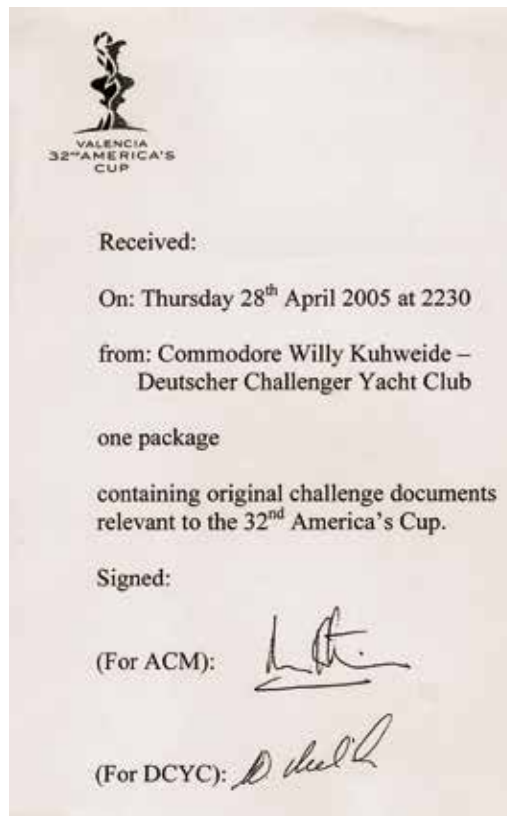 VALENCIA
32ND AMERICA'S
CUP
Received:
On: Thursday 28th April 2005 at 2230
from: Commodore Willy Kuhweide –
Deutscher Challenger Yacht Club
one package
containing original challenge documents
relevant to the 32nd America's Cup.
Signed:
(For ACM):
(For DCYC):